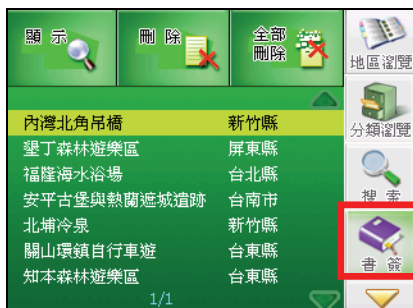 顯 示
刪 除
全部
刪除
地區瀏覽
內灣北角吊橋 新竹縣
分類瀏覽
墾丁森林遊樂區 屏東縣
福隆海水浴場 台北縣
安平古堡與熱蘭遮城遺跡 台南市
搜 索
北埔冷泉 新竹縣
關山環鎮自行車遊 台東縣
書 簽
知本森林遊樂區 台東縣
1/1